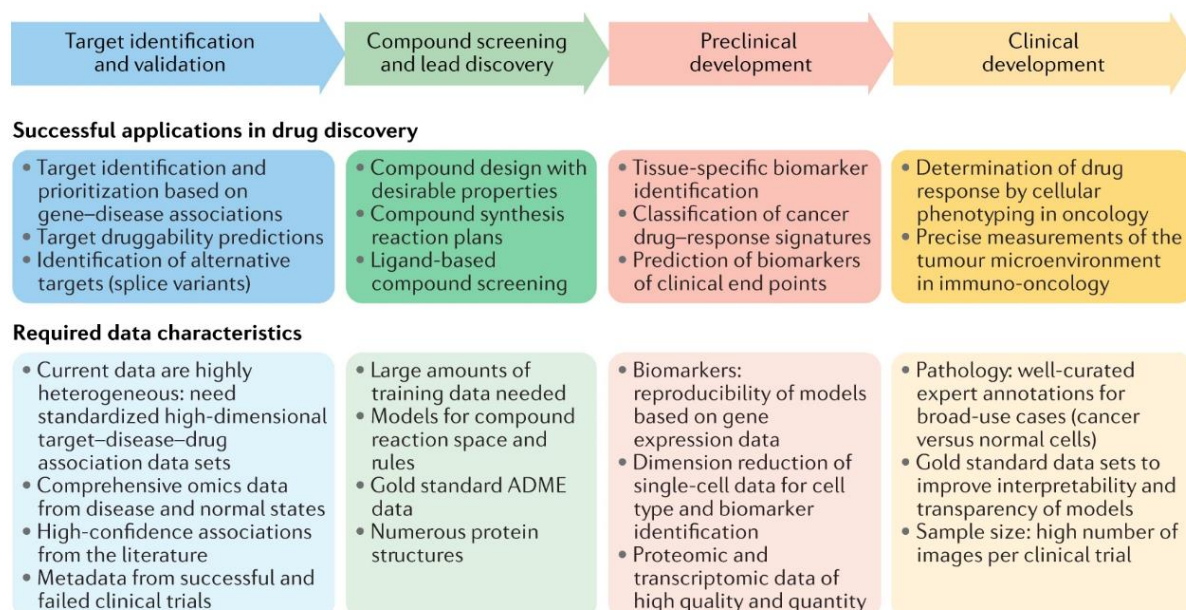 Target identification
and validation
Compound screening
and lead discovery
Preclinical
development
Clinical
development
Successful applications in drug discovery
• Target identification and
prioritization based on
gene–disease associations
• Target druggability predictions
• Identification of alternative
targets (splice variants)
• Compound design with
desirable properties
• Compound synthesis
reaction plans
• Ligand-based
compound screening
• Tissue-specific biomarker
identification
• Classification of cancer
drug–response signatures
• Prediction of biomarkers
of clinical end points
• Determination of drug
response by cellular
phenotyping in oncology
• Precise measurements of the
tumour microenvironment
in immuno-oncology
Required data characteristics
• Current data are highly
heterogeneous: need
standardized high-dimensional
target–disease–drug
association data sets
• Comprehensive omics data
from disease and normal states
• High-confidence associations
from the literature
• Metadata from successful and
failed clinical trials
• Large amounts of
training data needed
• Models for compound
reaction space and
rules
• Gold standard ADME
data
• Numerous protein
structures
• Biomarkers:
reproducibility of models
based on gene
expression data
• Dimension reduction of
single-cell data for cell
type and biomarker
identification
• Proteomic and
transcriptomic data of
high quality and quantity
• Pathology: well-curated
expert annotations for
broad-use cases (cancer
versus normal cells)
• Gold standard data sets to
improve interpretability and
transparency of models
• Sample size: high number of
images per clinical trial